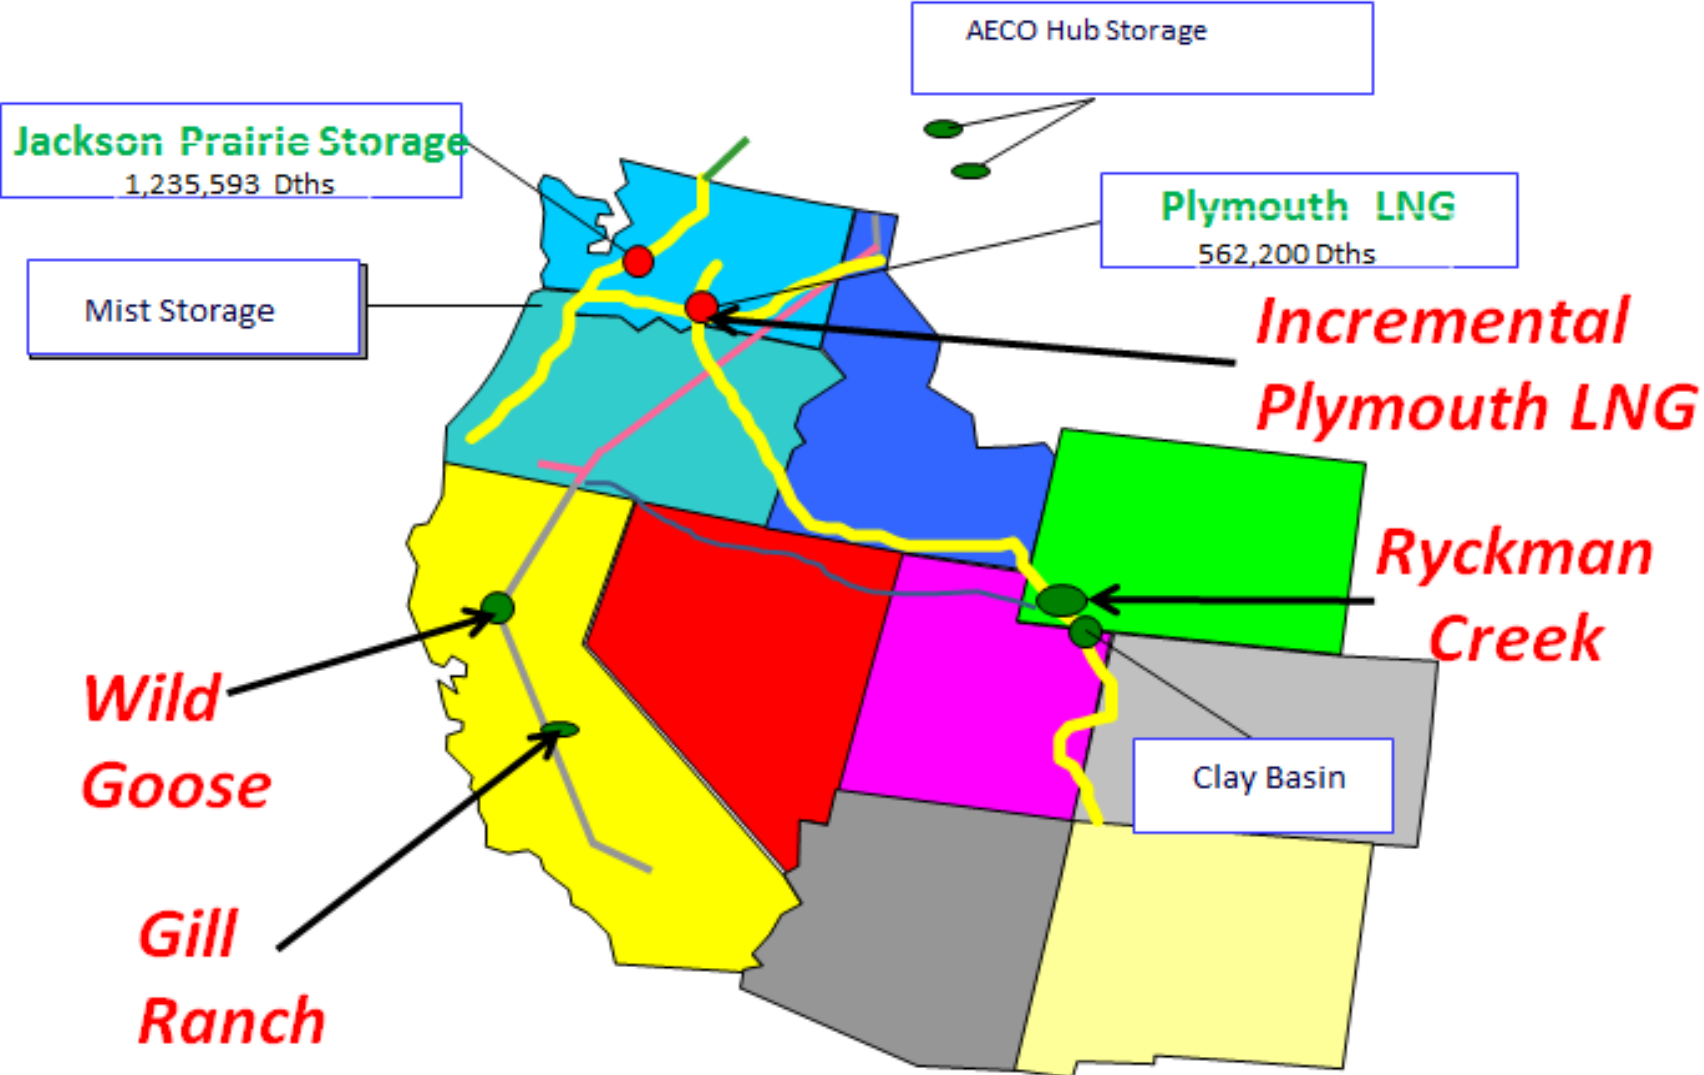 AECO Hub Storage
Jackson Prairie Storage
1,235,593 Dths
Plymouth LNG
562,200 Dths
Mist Storage
Incremental
Plymouth LNG
Ryckman
Creek
Wild
Goose
Clay Basin
Gill
Ranch